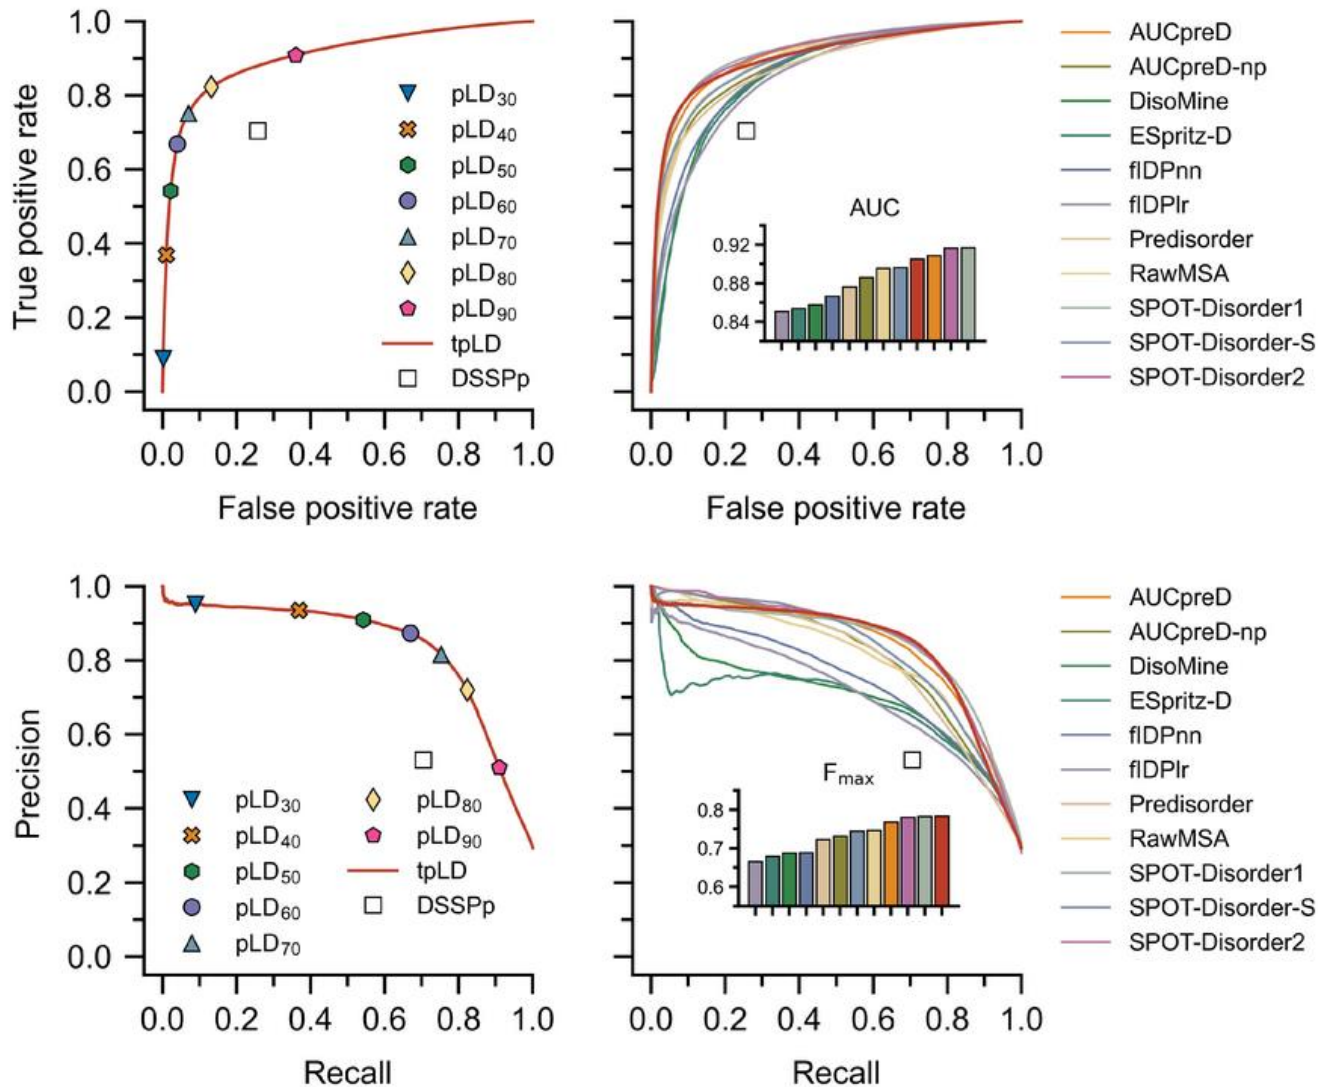 True positive rate
1.0
0.8
0.6
0.4
0.2
0.0
0.0 0.2 0.4 0.6 0.8 1.0
False positive rate
pLD30
pLD40
pLD50
pLD60
pLD70
pLD80
pLD90
tpLD
DSSPp
0.0 0.2 0.4 0.6 0.8 1.0
False positive rate
AUC
0.92
0.88
0.84
AUCpreD
AUCpreD-np
DisoMine
ESpritz-D
flDPnn
flDPlr
Predisorder
RawMSA
SPOT-Disorder1
SPOT-Disorder-S
SPOT-Disorder2
Precision
1.0
0.8
0.6
0.4
0.2
0.0
0.0 0.2 0.4 0.6 0.8 1.0
Recall
pLD30
pLD40
pLD50
pLD60
pLD70
pLD80
pLD90
tpLD
DSSPp
0.0 0.2 0.4 0.6 0.8 1.0
Recall
Fmax
0.8
0.7
0.6
AUCpreD
AUCpreD-np
DisoMine
ESpritz-D
flDPnn
flDPlr
Predisorder
RawMSA
SPOT-Disorder1
SPOT-Disorder-S
SPOT-Disorder2